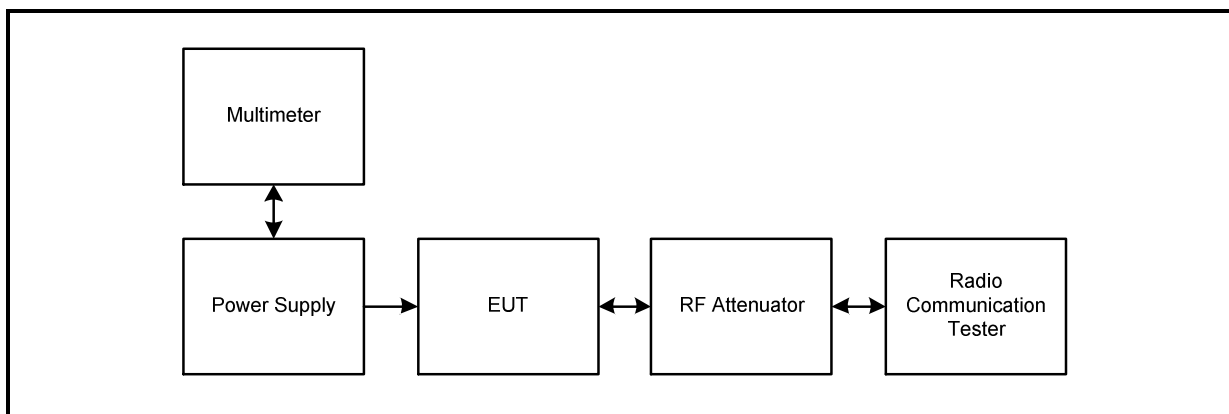 Multimeter
Power Supply
EUT
RF Attenuator
Radio
Communication
Tester